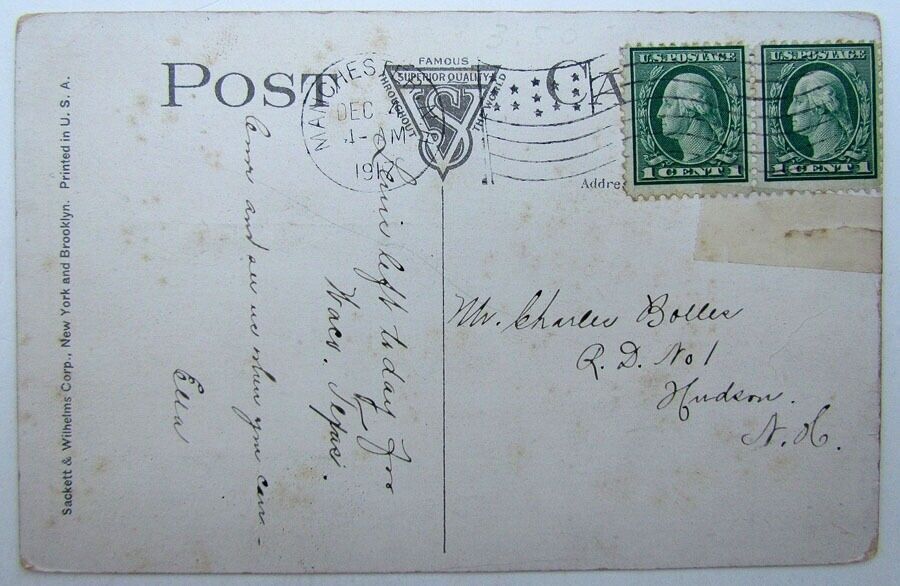 POST CA
FAMOUS
SUPERIOR QUALITY
THROUGHOUT THE WORLD
S W
MANCHES
DEC
4-AM
191
U.S. POSTAGE
1 CENT 1
U.S. POSTAGE
1 CENT 1
Addre
left today for
Waco. Texas.
Come and see us when you can -
Ella
Mr. Charles Bolles
R. D. No 1
Hudson.
N. H.
Sackett & Wilhelms Corp., New York and Brooklyn. Printed in U. S. A.